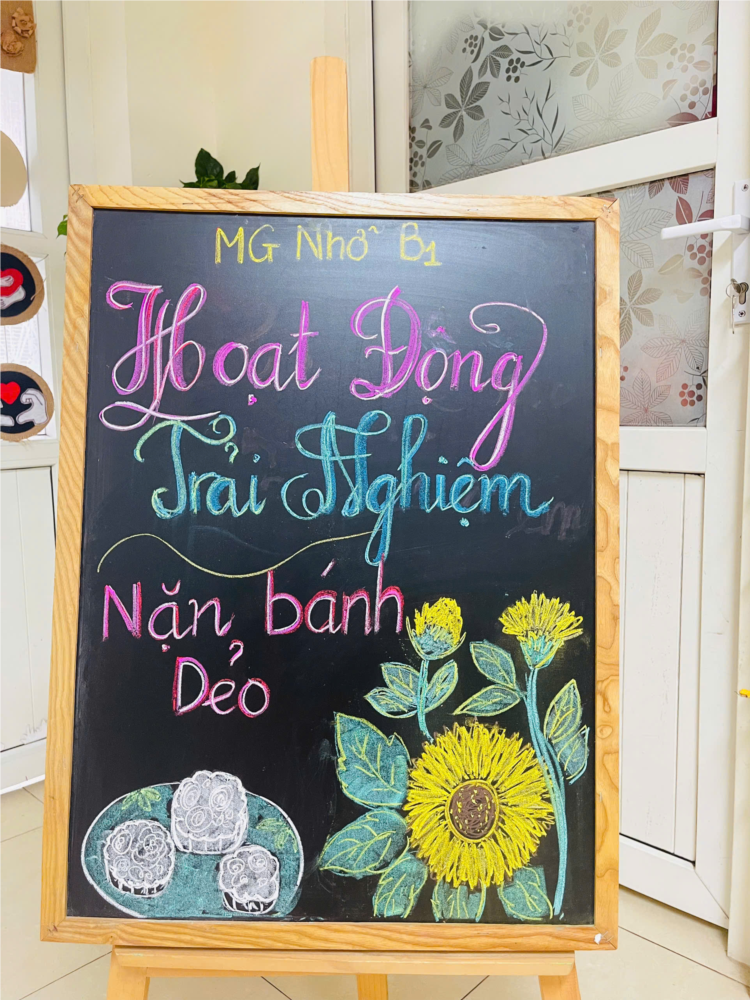 MG Nhỡ B1
Hoạt Động
Trải Nghiệm
Nặn bánh
Dẻo